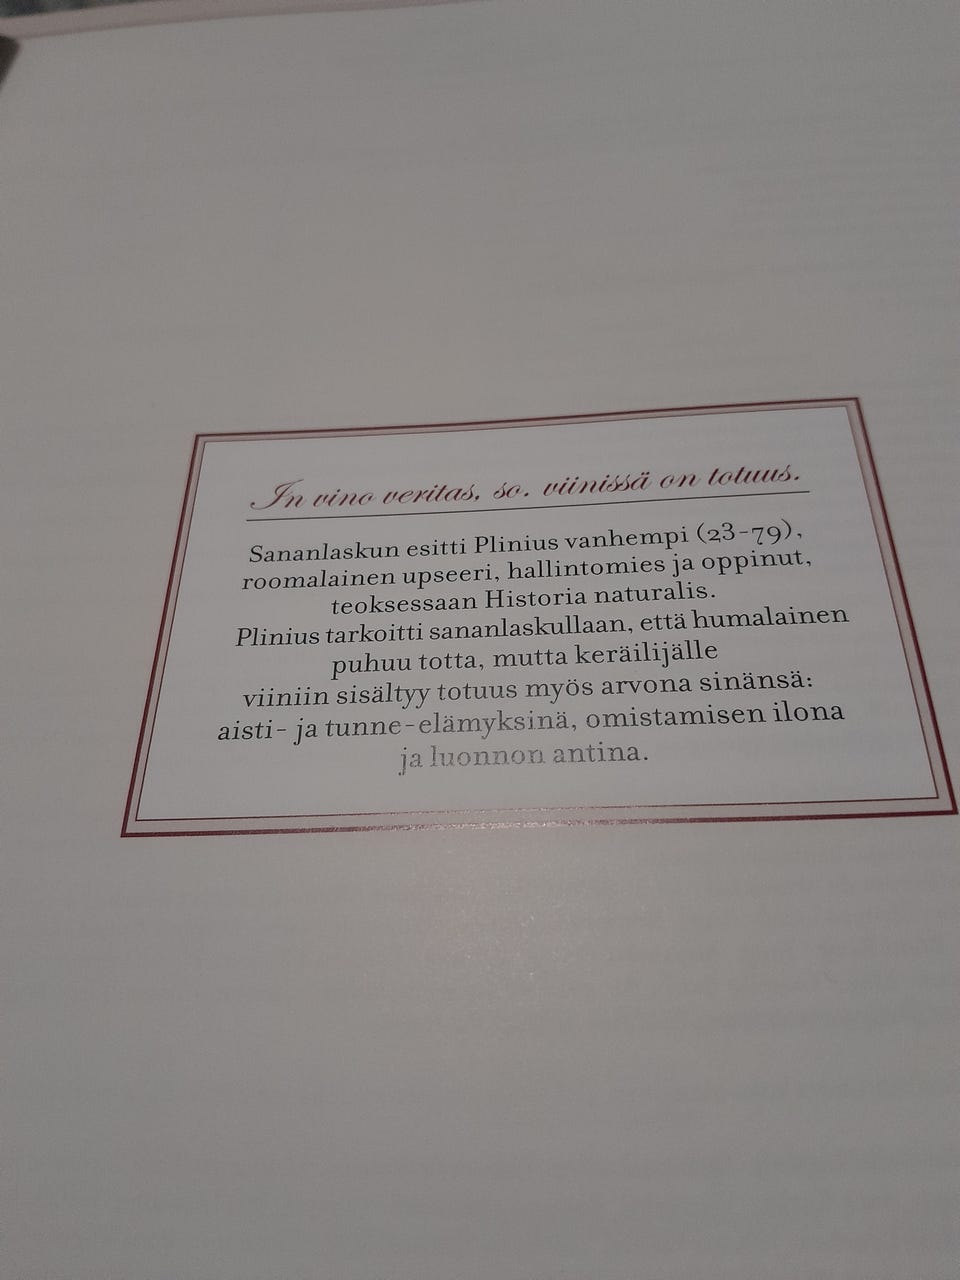 In vino veritas, so. viinissä on totuus.
Sananlaskun esitti Plinius vanhempi (23-79),
roomalainen upseeri, hallintomies ja oppinut,
teoksessaan Historia naturalis.
Plinius tarkoitti sananlaskullaan, että humalainen
puhuu totta, mutta keräilijälle
viiniin sisältyy totuus myös arvona sinänsä:
aisti- ja tunne-elämyksinä, omistamisen ilona
ja luonnon antina.